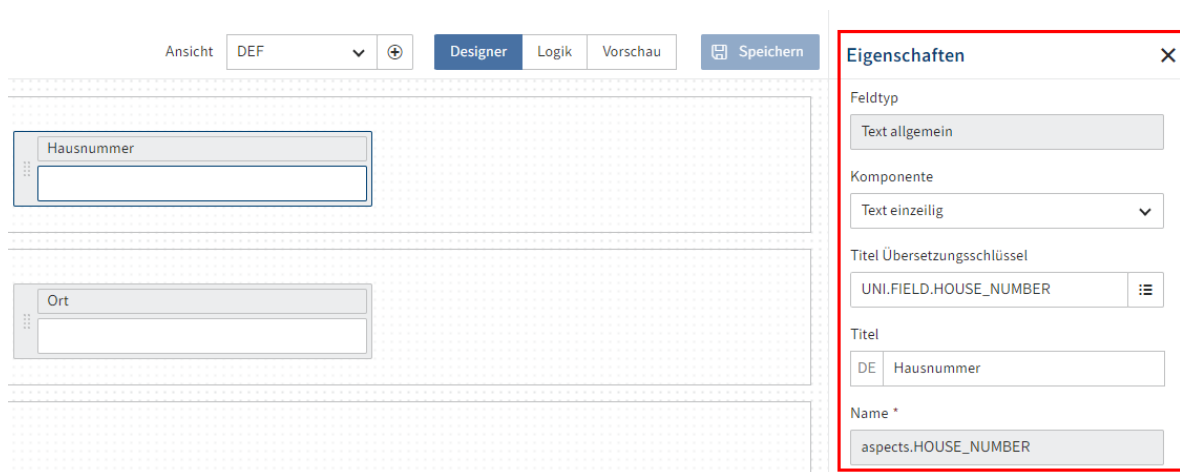 Ansicht DEF Designer Logik Vorschau Speichern
Hausnummer
Ort
Eigenschaften
Feldtyp
Text allgemein
Komponente
Text einzeilig
Titel Übersetzungsschlüssel
UNI.FIELD.HOUSE_NUMBER
Titel
DE Hausnummer
Name *
aspects.HOUSE_NUMBER